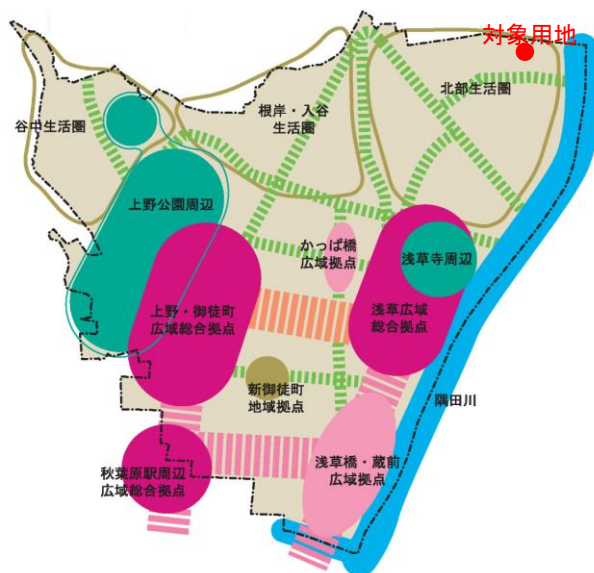 対象用地
北部生活圏
根岸・入谷
生活圏
谷中生活圏
上野公園周辺
かっぱ橋
広域拠点
浅草寺周辺
上野・御徒町
広域総合拠点
浅草広域
総合拠点
新御徒町
地域拠点
隅田川
浅草橋・蔵前
広域拠点
秋葉原駅周辺
広域総合拠点